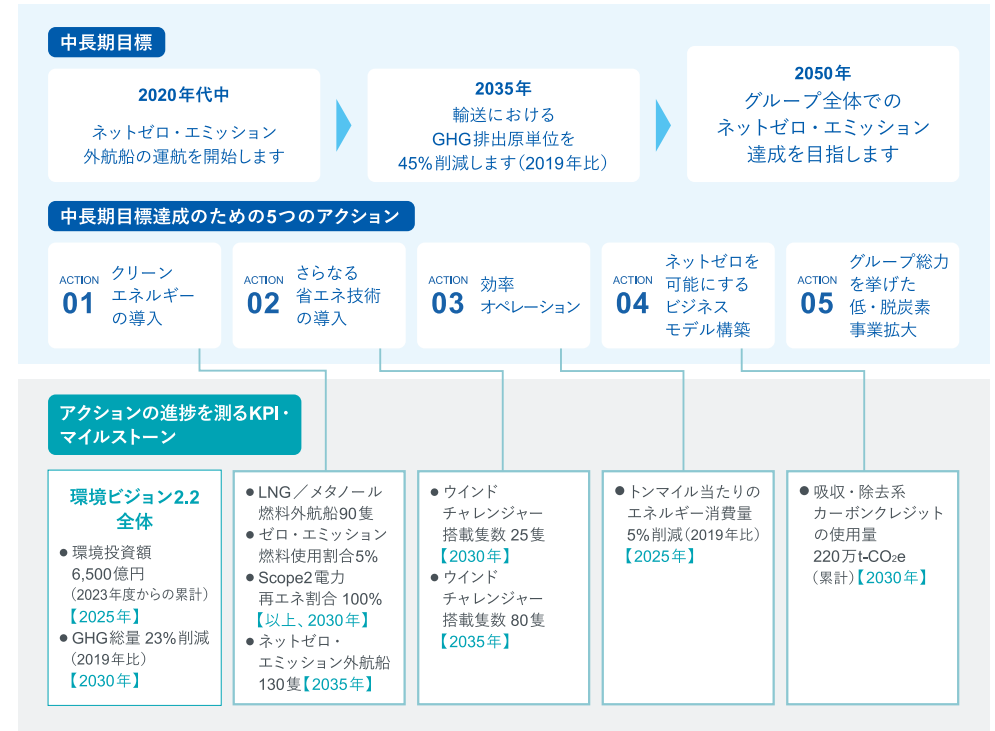 中長期目標
2020年代中
ネットゼロ・エミッション
外航船の運航を開始します
2035年
輸送における
GHG排出原単位を
45%削減します(2019年比)
2050年
グループ全体での
ネットゼロ・エミッション
達成を目指します
中長期目標達成のための5つのアクション
ACTION
01
クリーン
エネルギー
の導入
ACTION
02
さらなる
省エネ技術
の導入
ACTION
03
効率
オペレーション
ACTION
04
ネットゼロを
可能にする
ビジネス
モデル構築
ACTION
05
グループ総力
を挙げた
低・脱炭素
事業拡大
アクションの進捗を測るKPI・
マイルストーン
環境ビジョン2.2
全体
● 環境投資額
6,500億円
(2023年度からの累計)
【2025年】
● GHG総量 23%削減
(2019年比)
【2030年】
● LNG/メタノール
燃料外航船90隻
● ゼロ・エミッション
燃料使用割合5%
● Scope2電力
再エネ割合 100%
【以上、2030年】
● ネットゼロ・
エミッション外航船
130隻【2035年】
● ウインド
チャレンジャー
搭載隻数 25隻
【2030年】
● ウインド
チャレンジャー
搭載隻数 80隻
【2035年】
● トンマイル当たりの
エネルギー消費量
5%削減(2019年比)
【2025年】
● 吸収・除去系
カーボンクレジット
の使用量
220万t-CO₂e
(累計)【2030年】